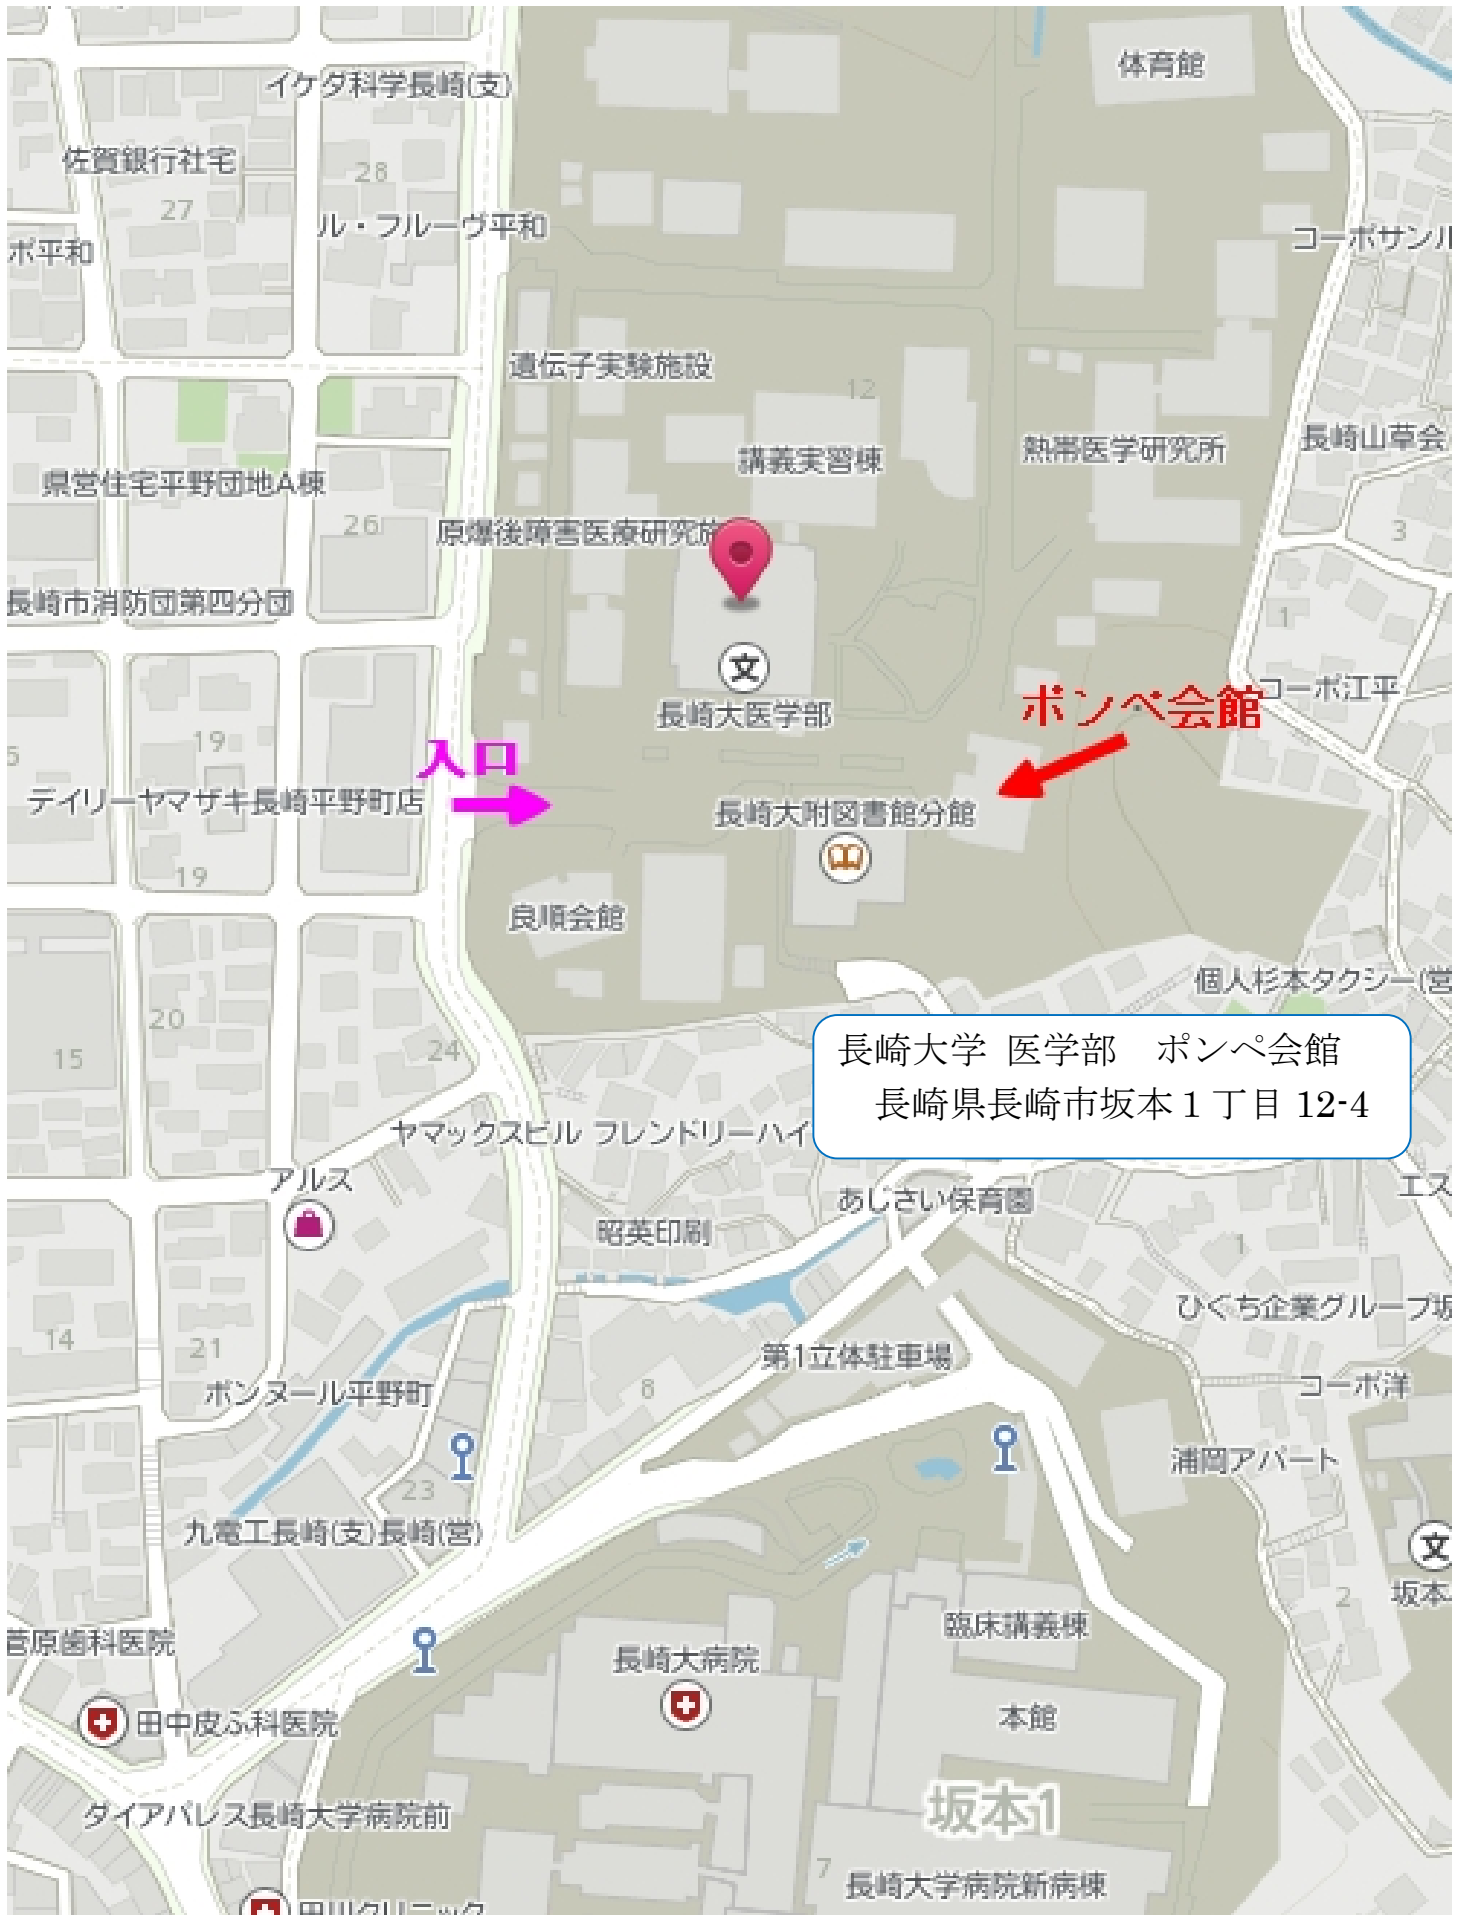 体育館
イケダ科学長崎(支)
佐賀銀行社宅
28
27
ル・フルーヴ平和
ポ平和
コーポサンル
遺伝子実験施設
12
講義実習棟
熱帯医学研究所
長崎山草会
県営住宅平野団地A棟
26
原爆後障害医療研究施
3
長崎市消防団第四分団
1
文
長崎大医学部
ポンペ会館
コーポ江平
19
5
入口
デイリーヤマザキ長崎平野町店
長崎大附図書館分館
19
良順会館
個人杉本タクシー(営
20
15
24
長崎大学 医学部 ポンペ会館
長崎県長崎市坂本1丁目12-4
ヤマックスビル
フレンドリーハイ
アルス
8
あじさい保育園
エス
昭英印刷
1
ひぐち企業グループ坂
14
21
第1立体駐車場
8
コーポ洋
ボンヌール平野町
浦岡アパート
23
九電工長崎(支)長崎(営)
文
坂本
2
臨床講義棟
菅原歯科医院
長崎大病院
田中皮ふ科医院
本館
ダイアパレス長崎大学病院前
坂本1
7
長崎大学病院新病棟
田川クリニック